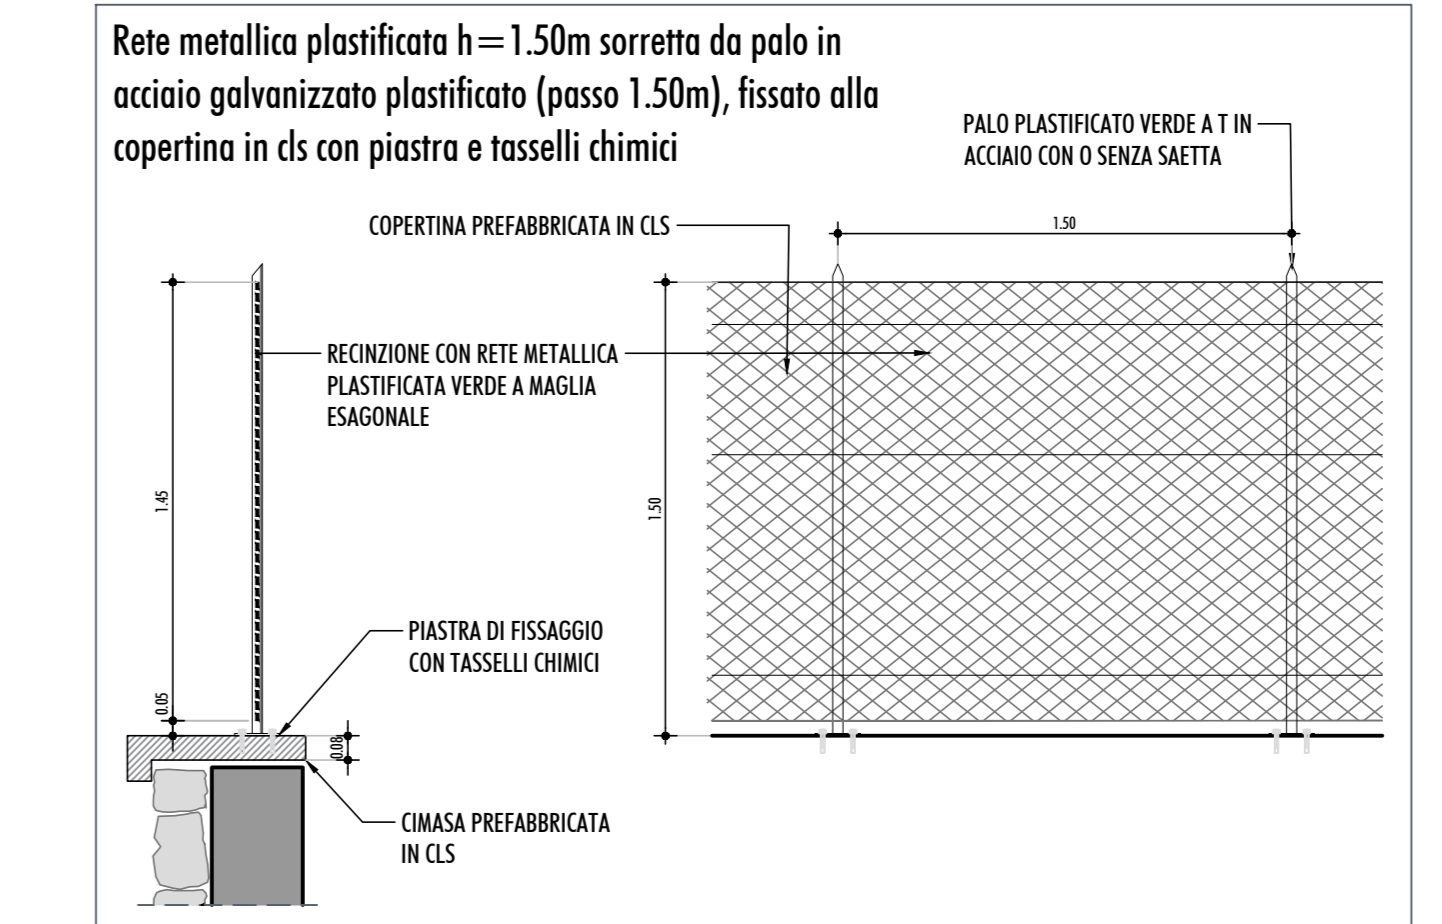 Rete metallica plastificata h=1.50m sorretta da palo in
acciaio galvanizzato plastificato (passo 1.50m), fissato alla
copertina in cls con piastra e tasselli chimici
PALO PLASTIFICATO VERDE A T IN
ACCIAIO CON O SENZA SAETTA
COPERTINA PREFABBRICATA IN CLS
1.50
RECINZIONE CON RETE METALLICA
PLASTIFICATA VERDE A MAGLIA
ESAGONALE
1.45
1.50
PIASTRA DI FISSAGGIO
CON TASSELLI CHIMICI
0.05
0.08
CIMASA PREFABBRICATA
IN CLS